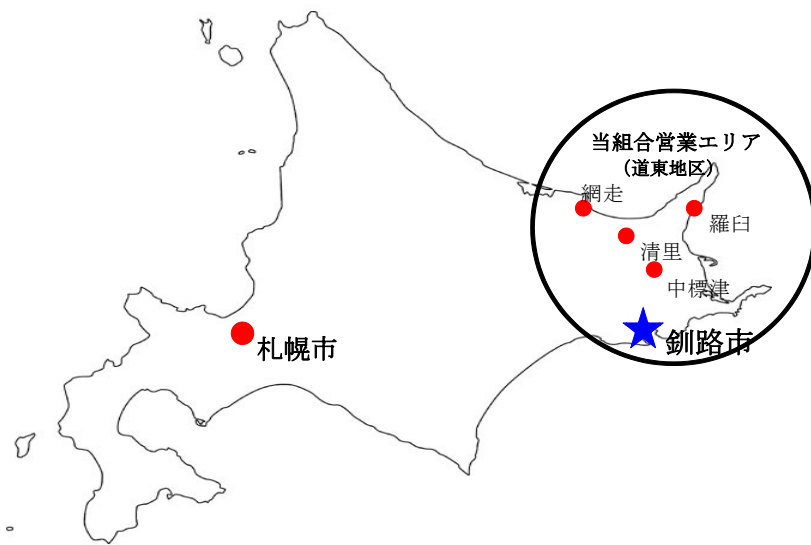 当組合営業エリア
（道東地区）
網走
羅臼
清里
中標津
釧路市
札幌市